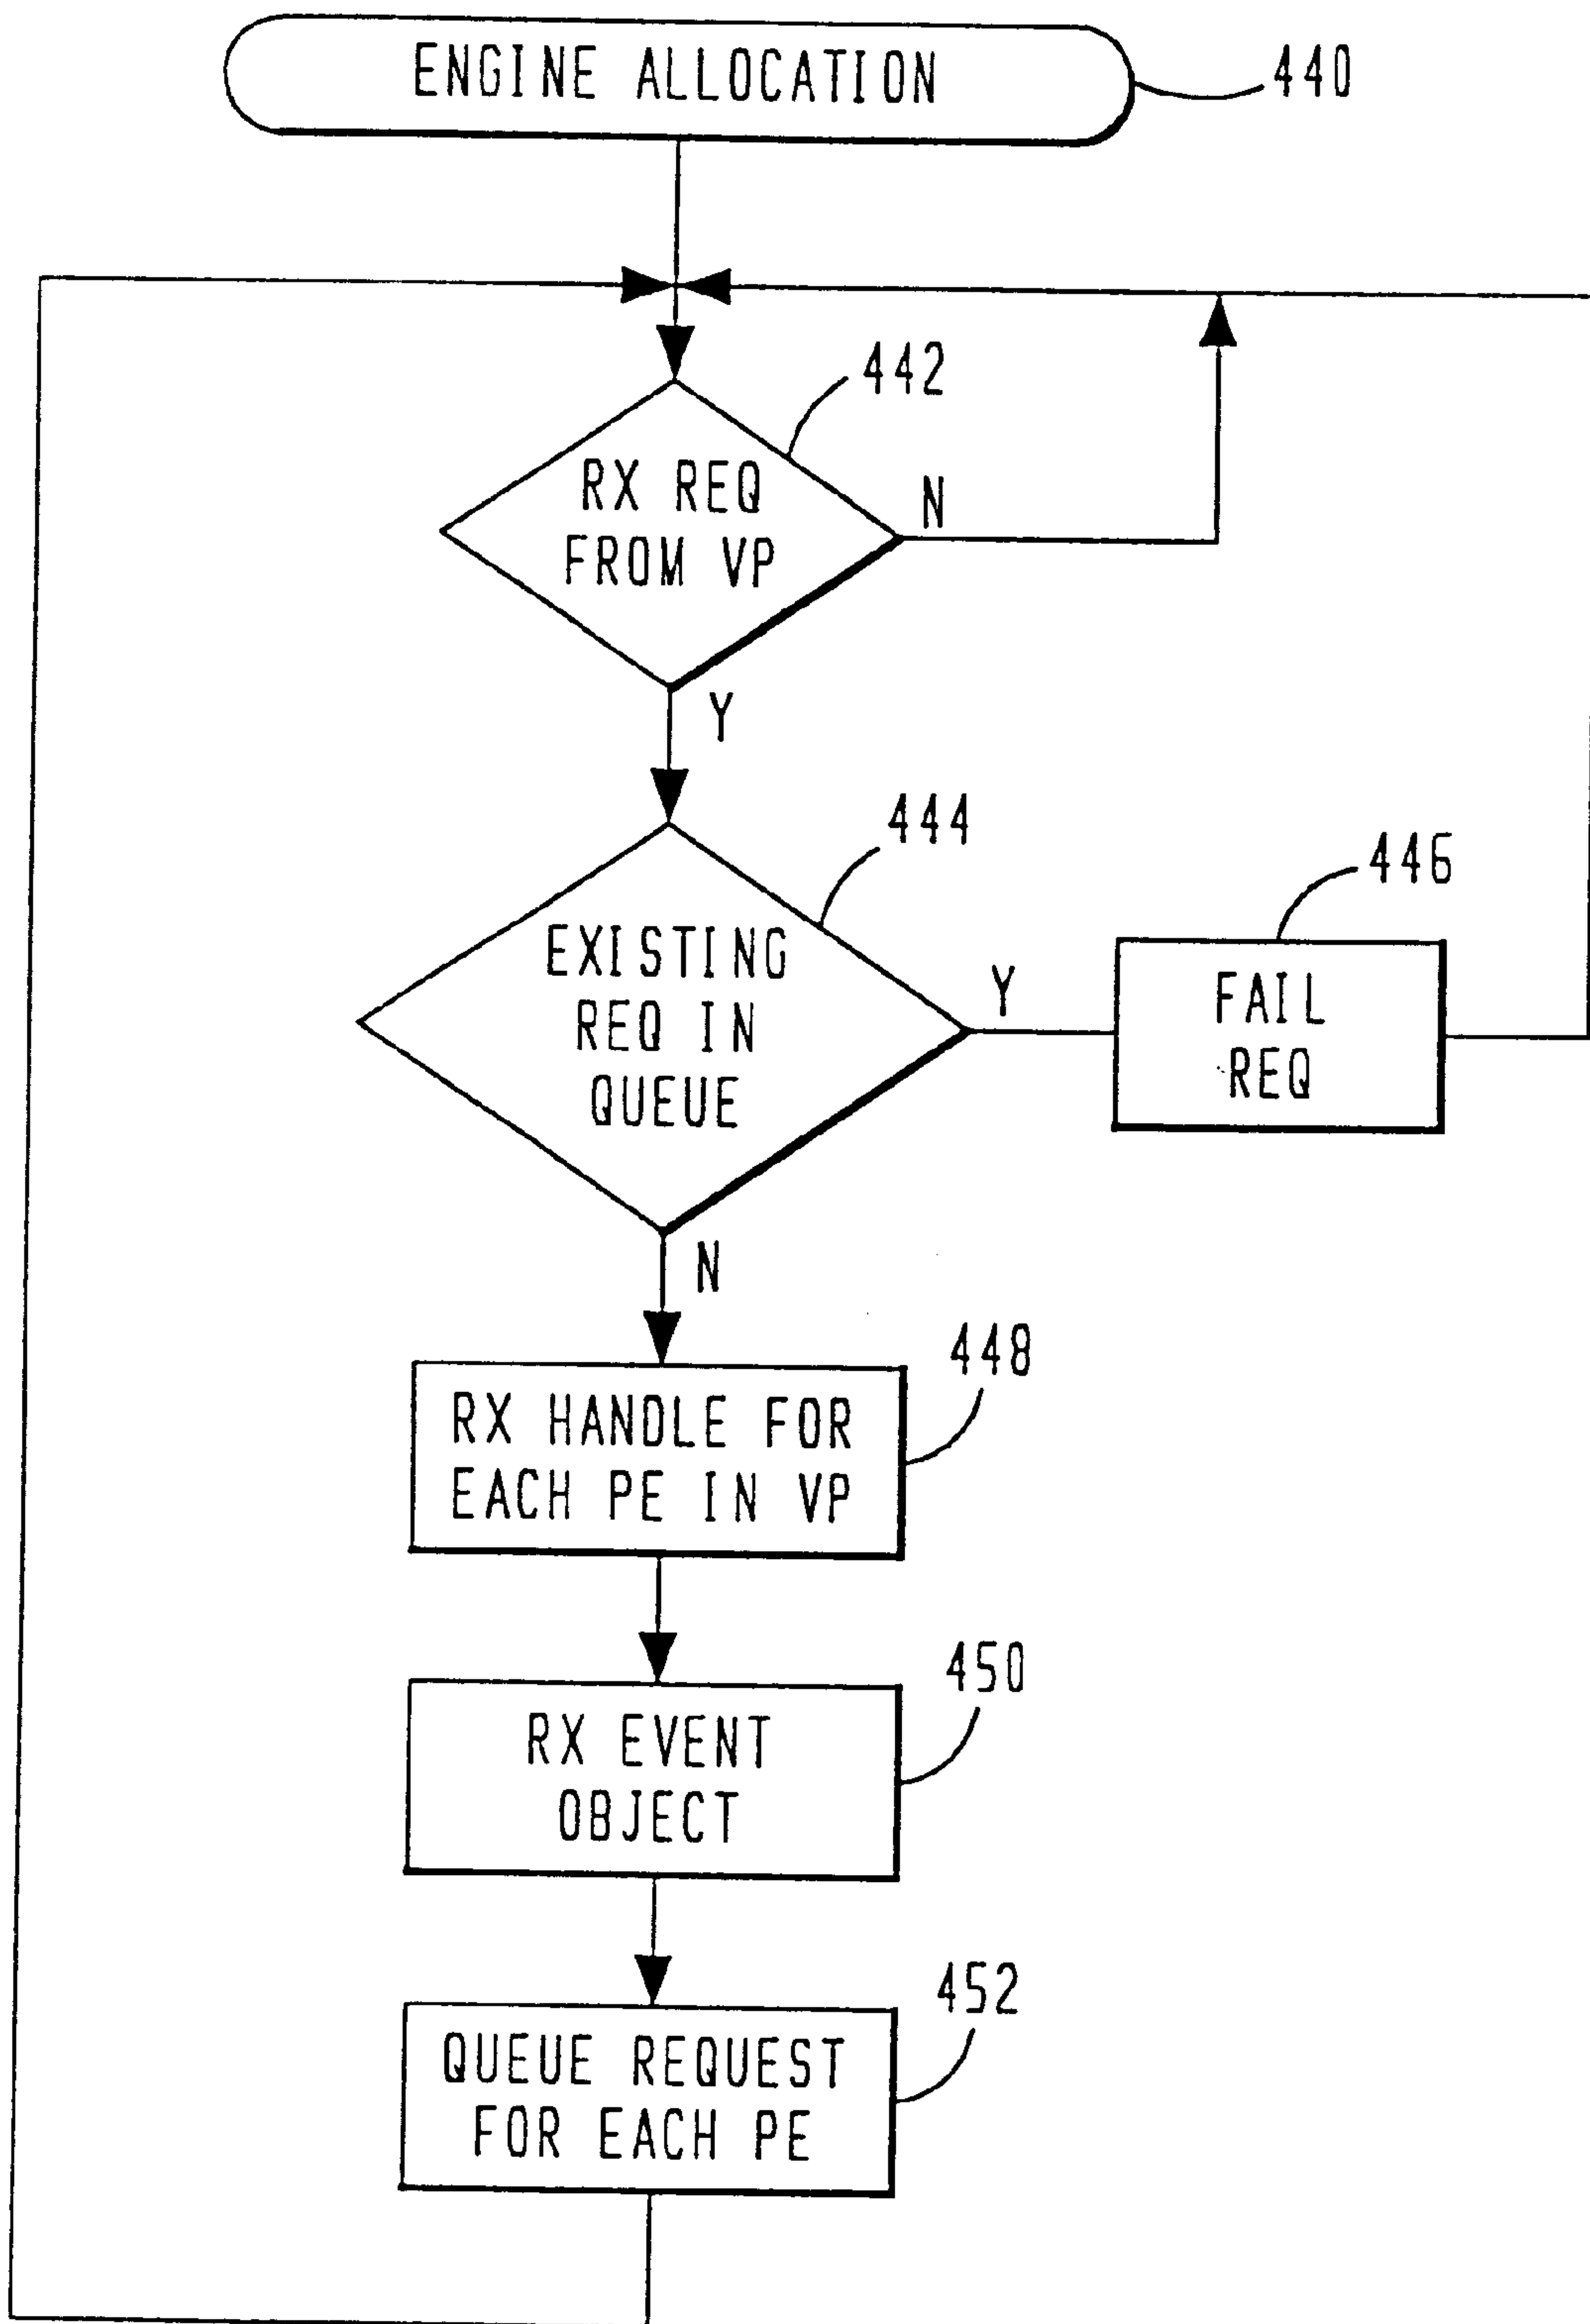 ENGINE ALLOCATION
440
442
RX REQ
FROM VP
N
Y
444
446
EXISTING
REQ IN
QUEUE
Y
FAIL
REQ
N
448
RX HANDLE FOR
EACH PE IN VP
450
RX EVENT
OBJECT
452
QUEUE REQUEST
FOR EACH PE